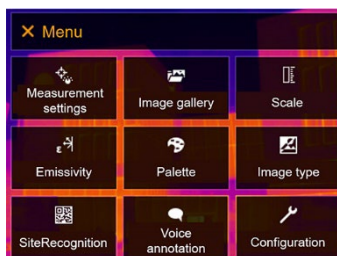 Menu
Measurement
settings
Image gallery
Scale
ε
Emissivity
Palette
Image type
SiteRecognition
Voice
annotation
Configuration